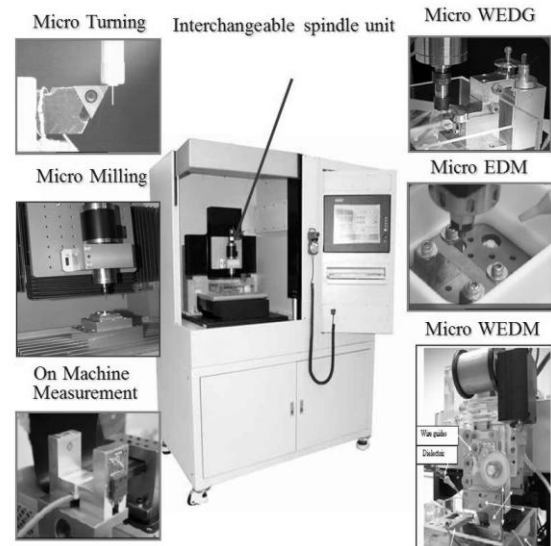 Micro Turning
Interchangeable spindle unit
Micro WEDG
Micro Milling
Micro EDM
On Machine
Measurement
Micro WEDM
Wire guides
Dielectric